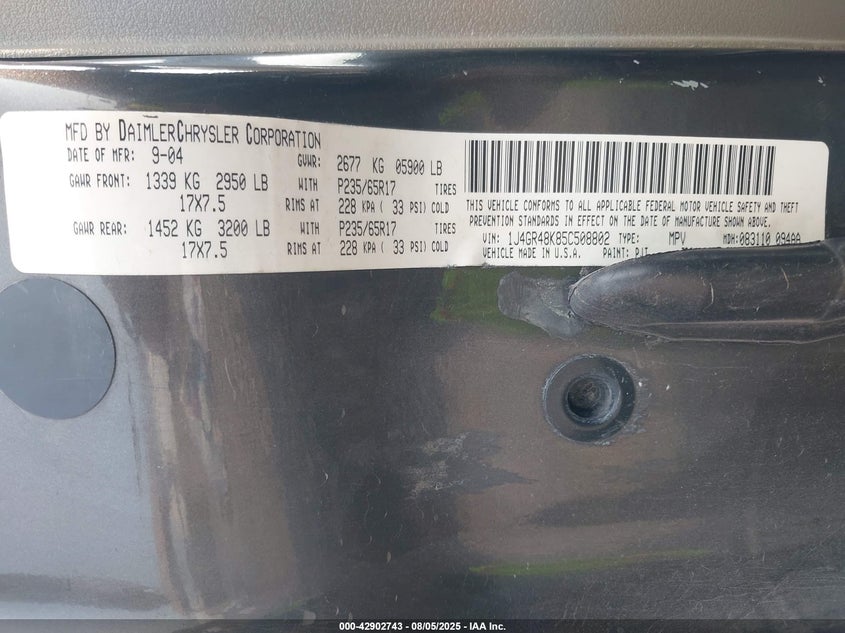 MFD BY DAIMLERCHRYSLER CORPORATION
DATE OF MFR: 9-04 GVWR: 2677 KG 05900 LB
GAWR FRONT: 1339 KG 2950 LB WITH P235/65R17 TIRES
17X7.5 RIMS AT 228 KPA ( 33 PSI) COLD
GAWR REAR: 1452 KG 3200 LB WITH P235/65R17 TIRES
17X7.5 RIMS AT 228 KPA ( 33 PSI) COLD
THIS VEHICLE CONFORMS TO ALL APPLICABLE FEDERAL MOTOR VEHICLE SAFETY AND THEFT
PREVENTION STANDARDS IN EFFECT ON THE DATE OF MANUFACTURE SHOWN ABOVE.
VIN: 1J4GR48K85C508802 TYPE: MPV MDH: 083110 094AA
VEHICLE MADE IN U.S.A. PAINT:
000-42902743 - 08/05/2025 - IAA Inc.